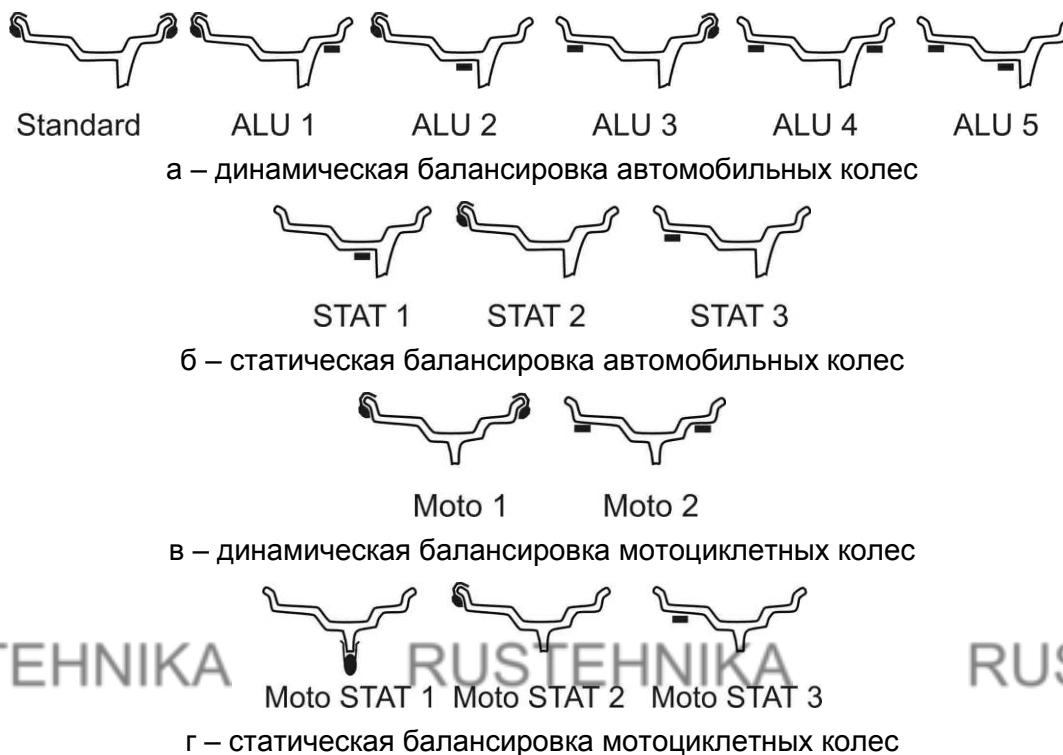 Standard ALU 1 ALU 2 ALU 3 ALU 4 ALU 5
а – динамическая балансировка автомобильных колес
STAT 1 STAT 2 STAT 3
б – статическая балансировка автомобильных колес
Moto 1 Moto 2
в – динамическая балансировка мотоциклетных колес
TEHNIKA RUSTEHNIKA RUS
Moto STAT 1 Moto STAT 2 Moto STAT 3
г – статическая балансировка мотоциклетных колес